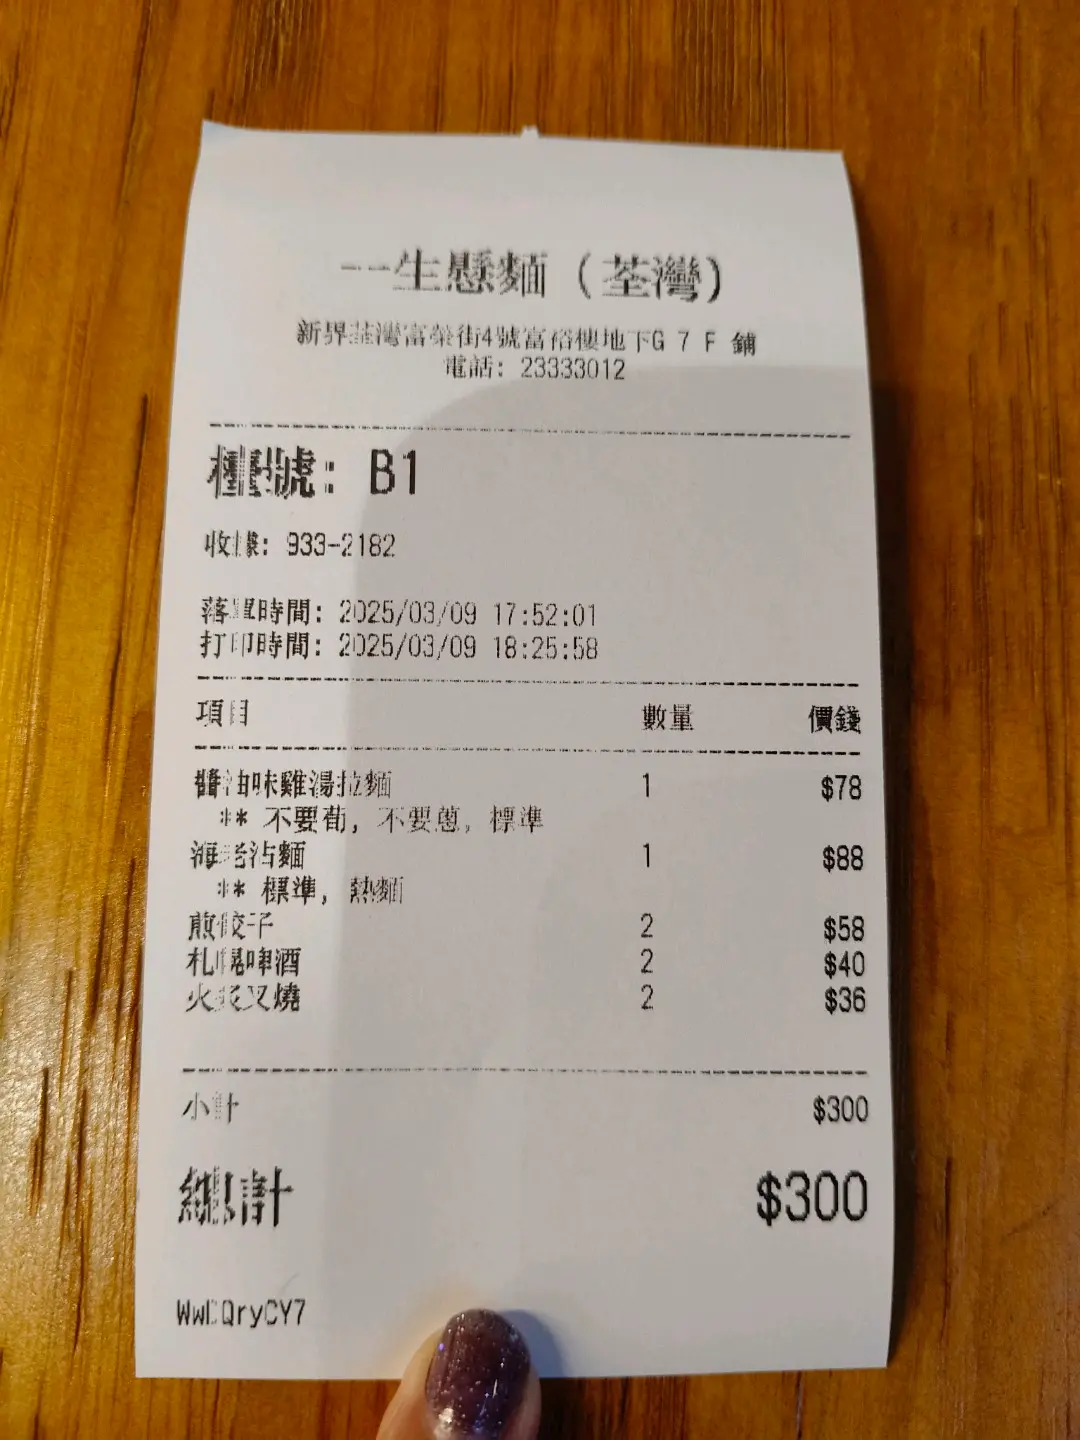 一生懸麵 (荃灣)
新界荃灣富華街4號富裕樓地下G 7 F 鋪
電話: 23333012
檯號: B1
收據: 933-2182
落單時間: 2025/03/09 17:52:01
打印時間: 2025/03/09 18:25:58
項目 數量 價錢
醬油味雞湯拉麵 1 $78
** 不要荀, 不要蔥, 標準
海老沾麵 1 $88
** 標準, 熱麵
煎餃子 2 $58
札幌啤酒 2 $40
火炙叉燒 2 $36
小計 $300
總計 $300